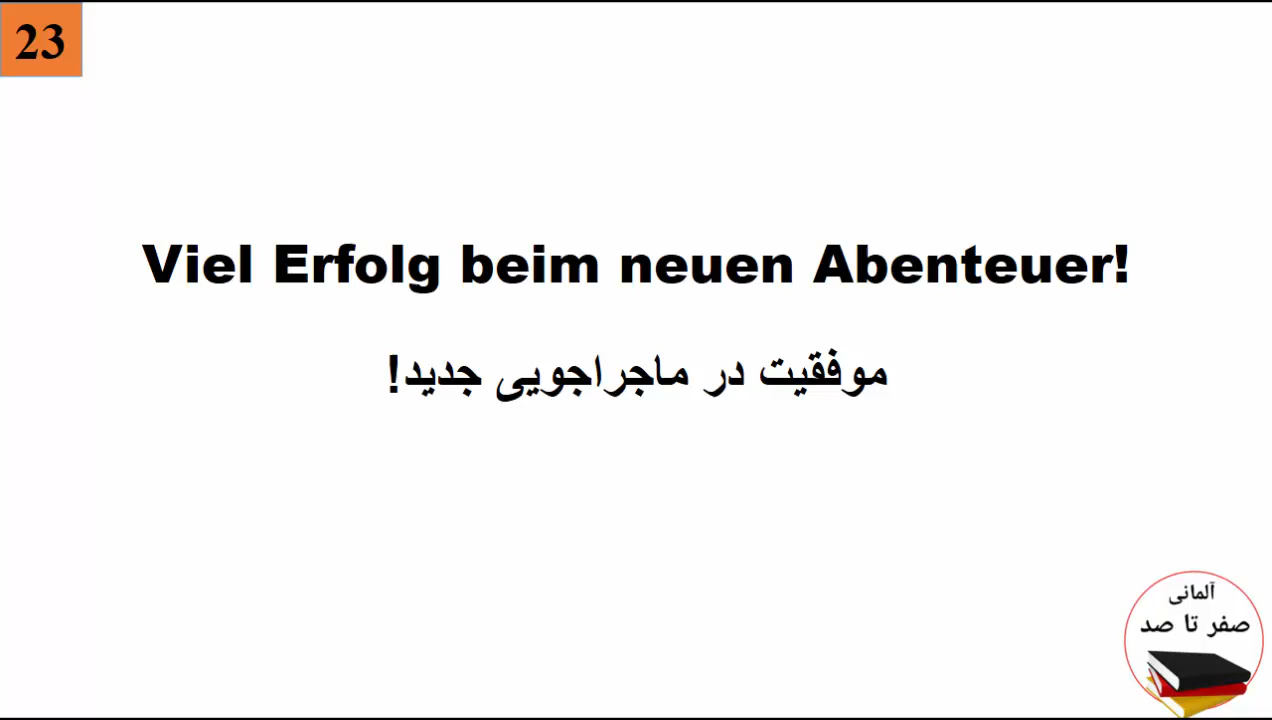 23
Viel Erfolg beim neuen Abenteuer!
موفقیت در ماجراجویی جدید!
آلمانی
صفر تا صد